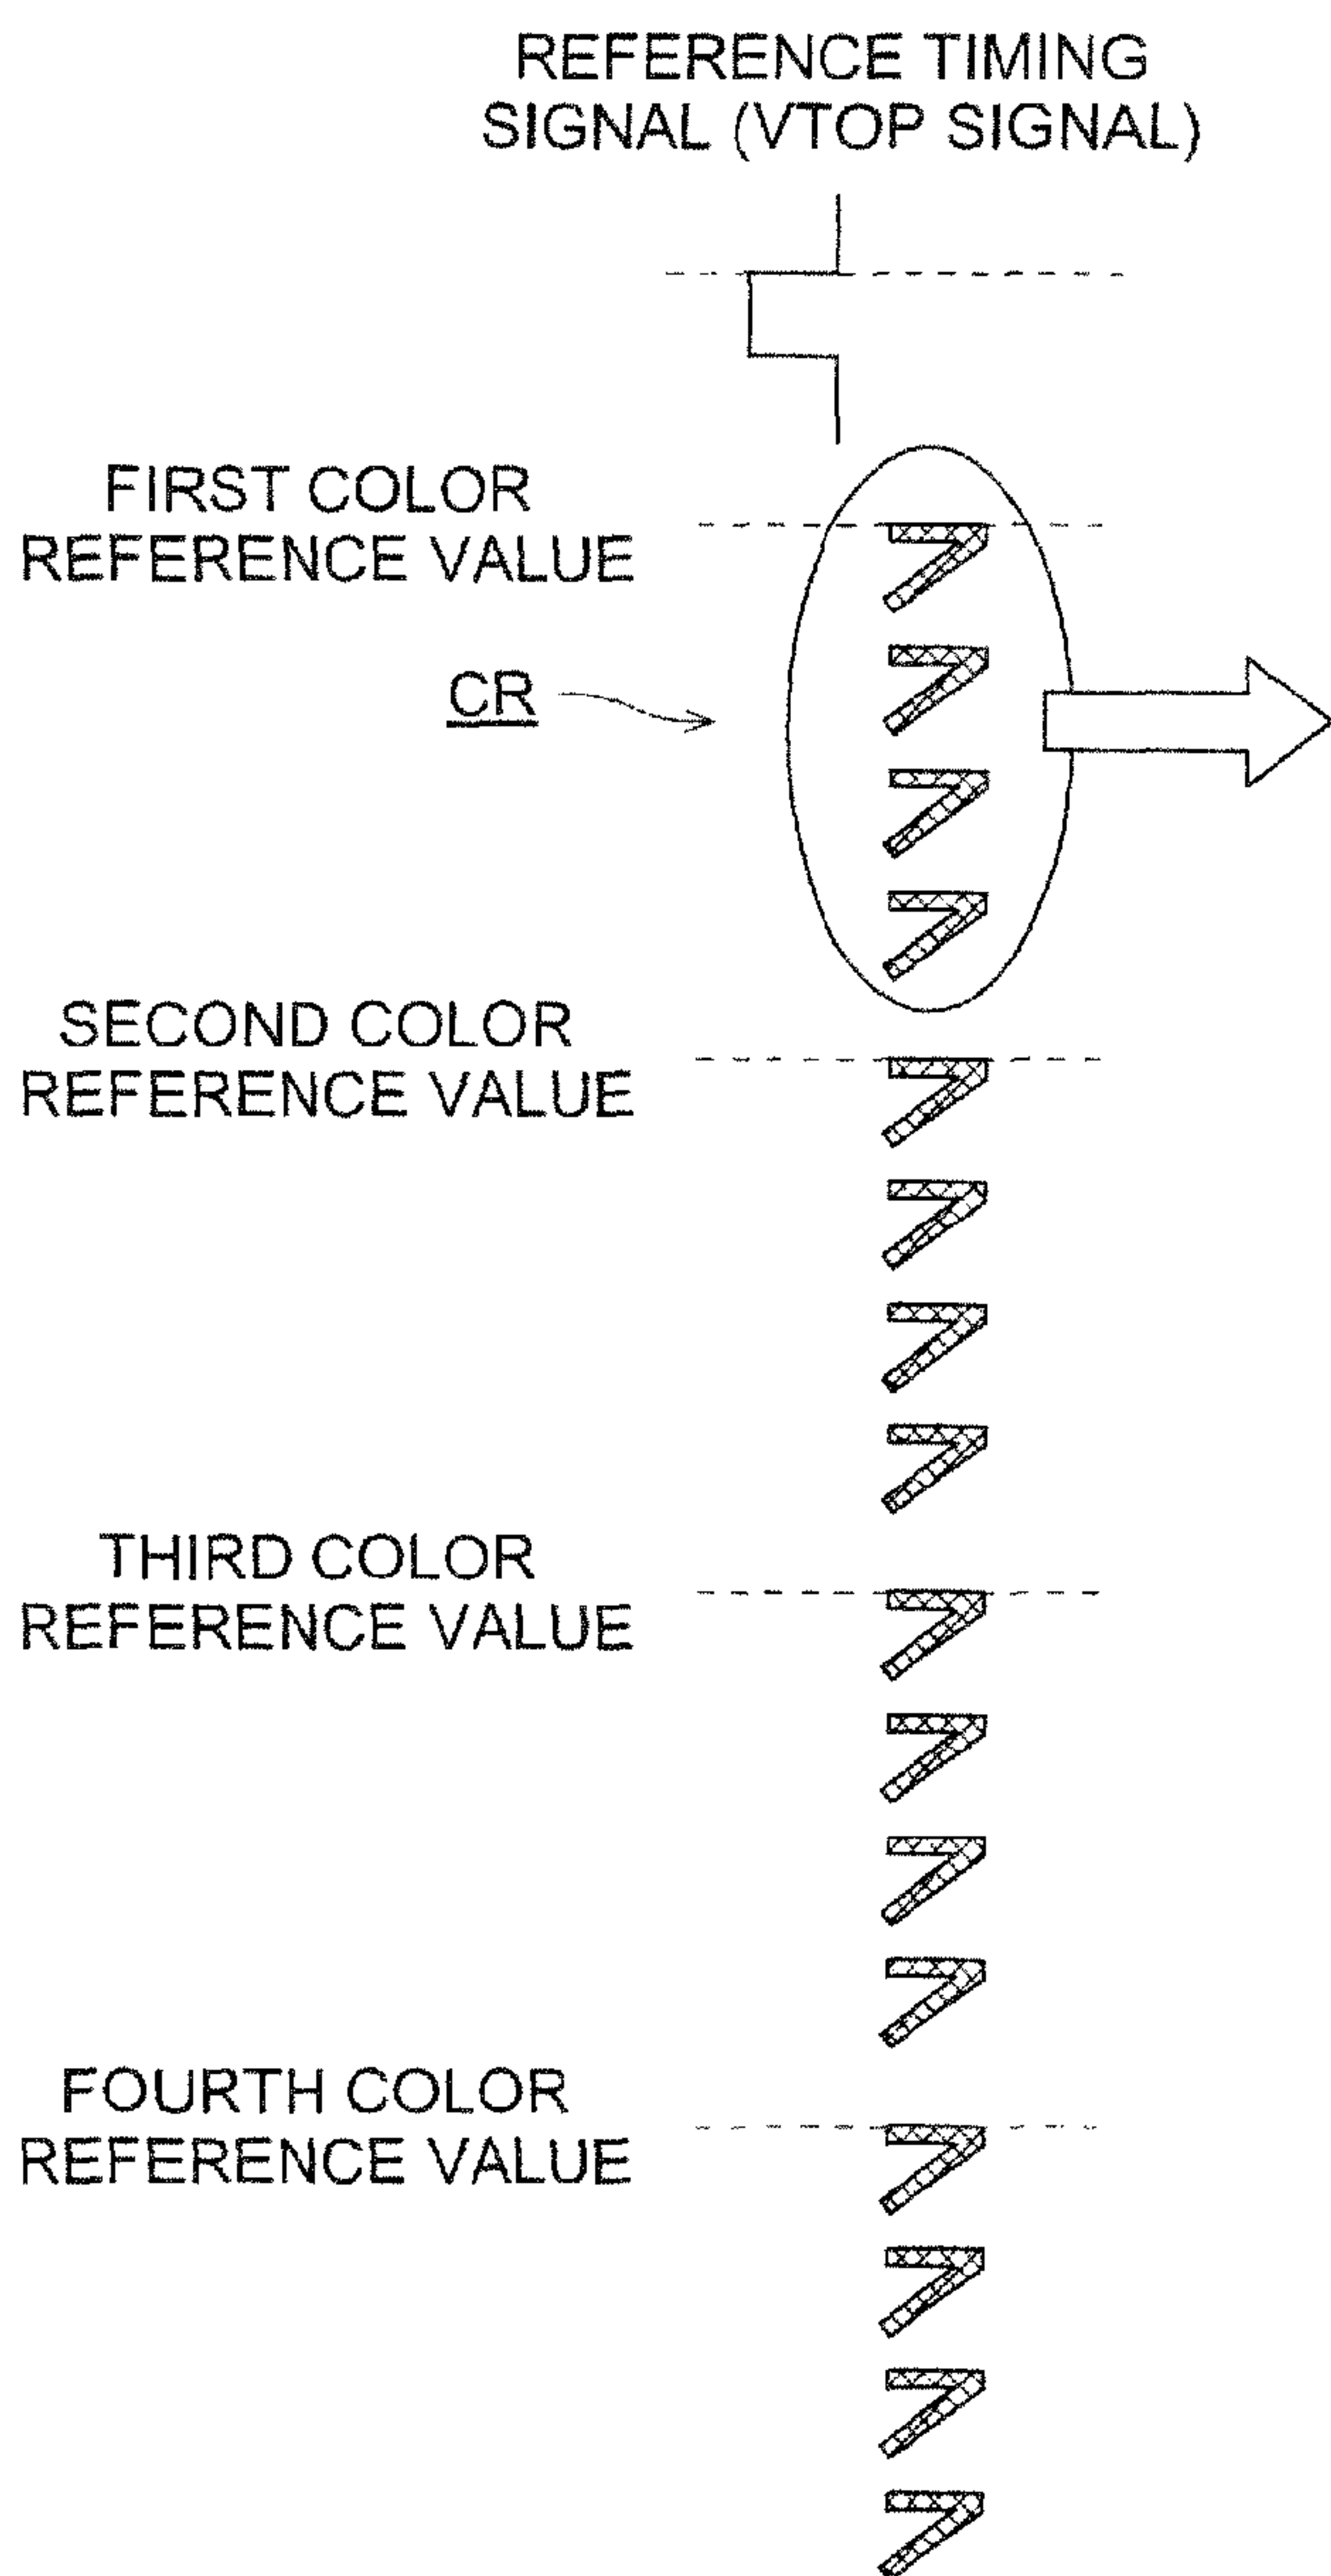 REFERENCE TIMING
SIGNAL (VTOP SIGNAL)
FIRST COLOR
REFERENCE VALUE
CR
SECOND COLOR
REFERENCE VALUE
THIRD COLOR
REFERENCE VALUE
FOURTH COLOR
REFERENCE VALUE